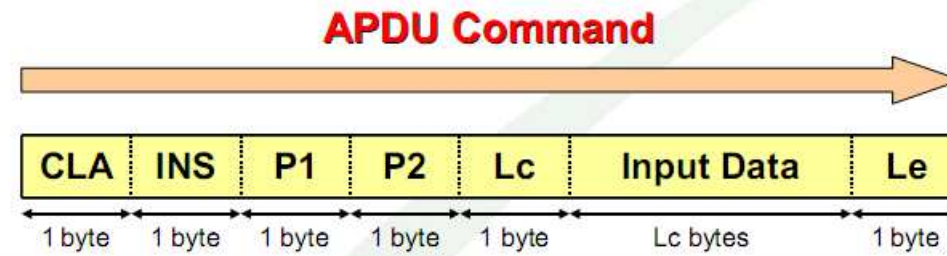 APDU Command
CLA INS P1 P2 Lc Input Data Le
1 byte 1 byte 1 byte 1 byte 1 byte Lc bytes 1 byte